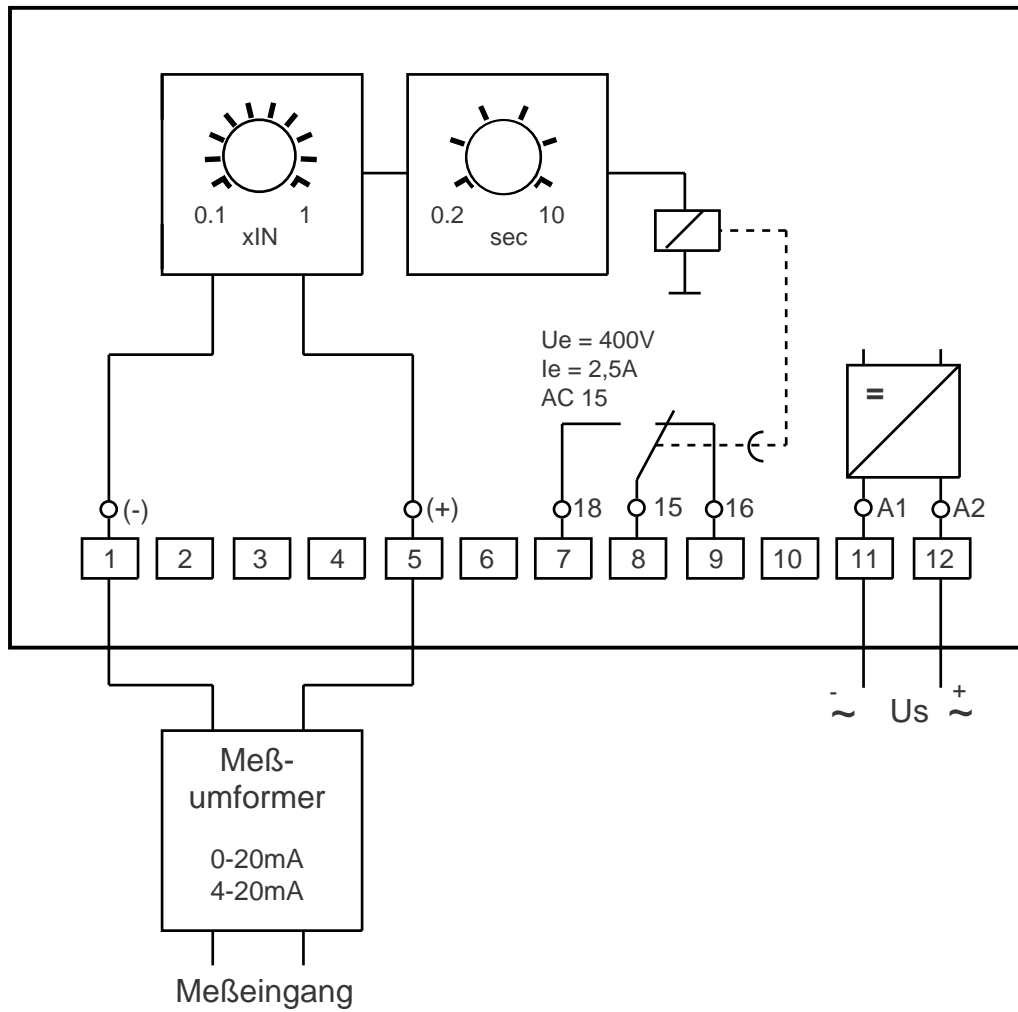 0.1 1
xIN
0.2 10
sec
Ue = 400V
Ie = 2,5A
AC 15
=
(-) (+) 18 15 16 A1 A2
1 2 3 4 5 6 7 8 9 10 11 12
- +
~ Us ~
Meß-
umformer
0-20mA
4-20mA
Meßeingang